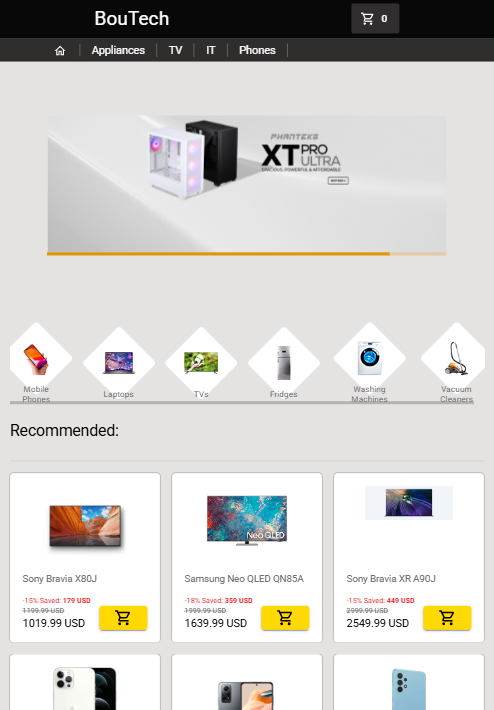 BouTech
0
Appliances
TV
IT
Phones
PHANTEKS
XT PRO
ULTRA
SPACIOUS, POWERFUL & AFFORDABLE
Mobile
Phones
Laptops
TVs
Fridges
Washing
Machines
Vacuum
Cleaners
Recommended:
Neo QLED
Sony Bravia X80J
-15% Saved: 179 USD
1199.99 USD
1019.99 USD
Samsung Neo QLED QN85A
-18% Saved: 359 USD
1999.99 USD
1639.99 USD
Sony Bravia XR A90J
-15% Saved: 449 USD
2999.99 USD
2549.99 USD